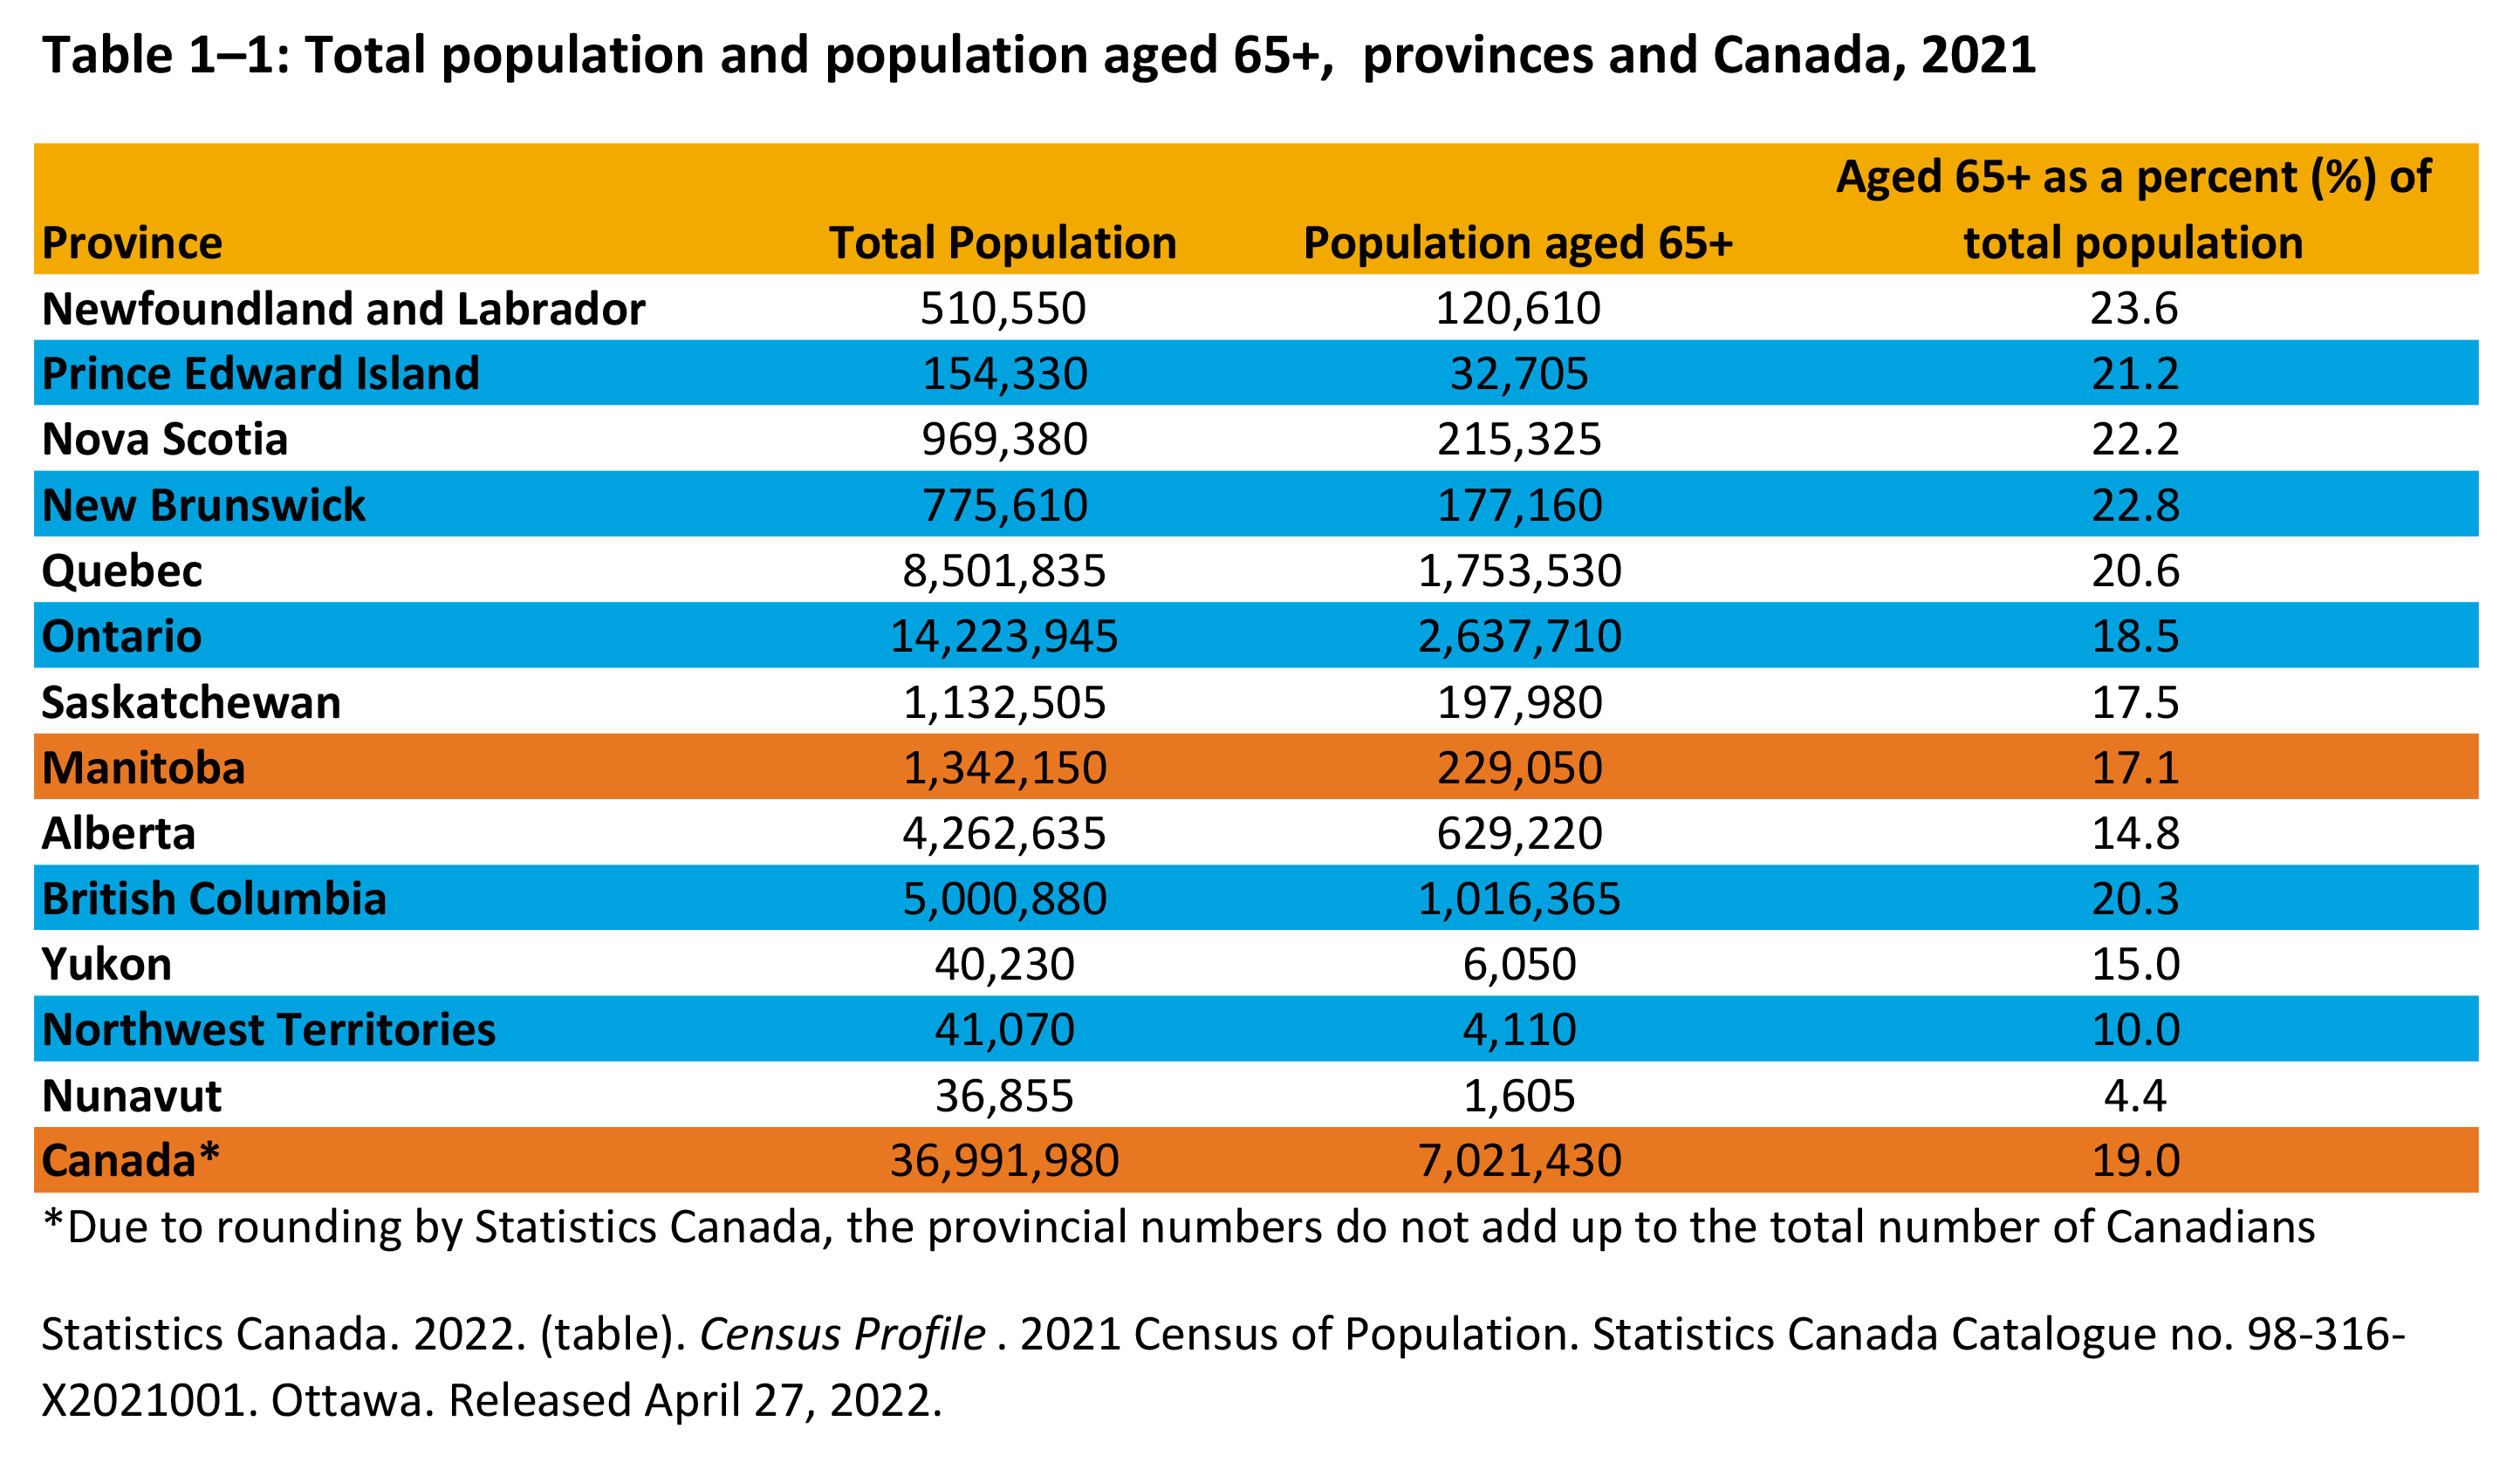 Table 1–1: Total population and population aged 65+, provinces and Canada, 2021
Aged 65+ as a percent (%) of
Province Total Population Population aged 65+ total population
Newfoundland and Labrador 510,550 120,610 23.6
Prince Edward Island 154,330 32,705 21.2
Nova Scotia 969,380 215,325 22.2
New Brunswick 775,610 177,160 22.8
Quebec 8,501,835 1,753,530 20.6
Ontario 14,223,945 2,637,710 18.5
Saskatchewan 1,132,505 197,980 17.5
Manitoba 1,342,150 229,050 17.1
Alberta 4,262,635 629,220 14.8
British Columbia 5,000,880 1,016,365 20.3
Yukon 40,230 6,050 15.0
Northwest Territories 41,070 4,110 10.0
Nunavut 36,855 1,605 4.4
Canada* 36,991,980 7,021,430 19.0
*Due to rounding by Statistics Canada, the provincial numbers do not add up to the total number of Canadians
Statistics Canada. 2022. (table). Census Profile . 2021 Census of Population. Statistics Canada Catalogue no. 98-316-
X2021001. Ottawa. Released April 27, 2022.